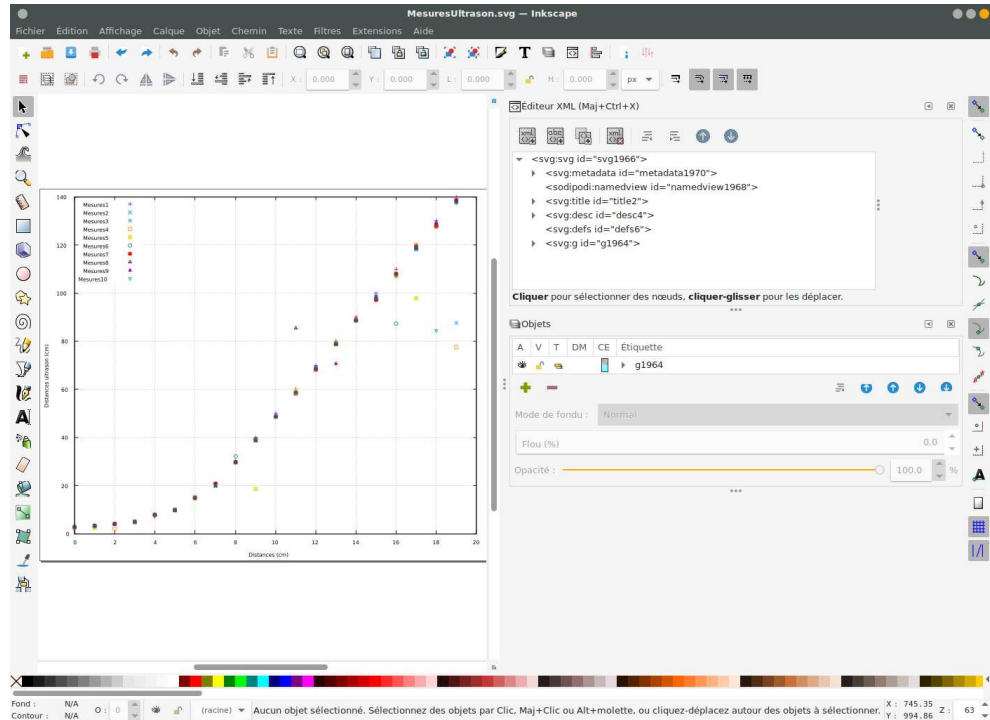 MesuresUltrason.svg — Inkscape
Fichier Édition Affichage Calque Objet Chemin Texte Filtres Extensions Aide
X : 0.000 Y : 0.000 L : 0.000 H : 0.000 px
Éditeur XML (Maj+Ctrl+X)
<svg:svg id="svg1966">
<svg:metadata id="metadata1970">
<sodipodi:namedview id="namedview1968">
<svg:title id="title2">
<svg:desc id="desc4">
<svg:defs id="defs6">
<svg:g id="g1964">
Cliquer pour sélectionner des nœuds, cliquer-glisser pour les déplacer.
Objets
A V T DM CE Étiquette
g1964
Mode de fondu : Normal
Flou (%) 0.0
Opacité : 100.0 %
140
120
100
80
60
40
20
0
Distances ultrason (cm)
Mesures1
Mesures2
Mesures3
Mesures4
Mesures5
Mesures6
Mesures7
Mesures8
Mesures9
Mesures10
0 2 4 6 8 10 12 14 16 18 20
Distances (cm)
Fond : N/A
Contour : N/A
O : 0
(racine)
Aucun objet sélectionné. Sélectionnez des objets par Clic, Maj+Clic ou Alt+molette, ou cliquez-déplacez autour des objets à sélectionner.
X : 745.35
Y : 994.86
Z : 63